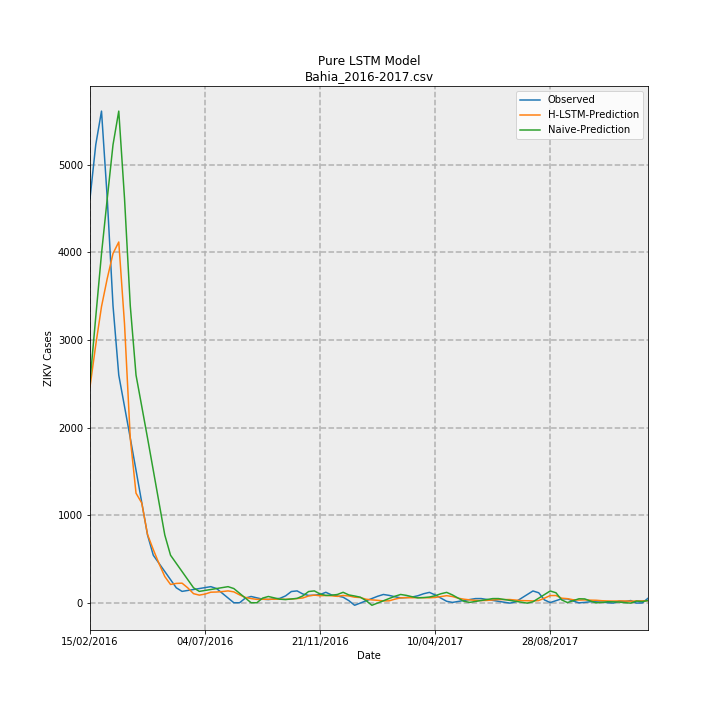 Pure LSTM Model
Bahia_2016-2017.csv
Observed
H-LSTM-Prediction
Naive-Prediction
ZIKV Cases
5000
4000
3000
2000
1000
0
15/02/2016 04/07/2016 21/11/2016 10/04/2017 28/08/2017
Date